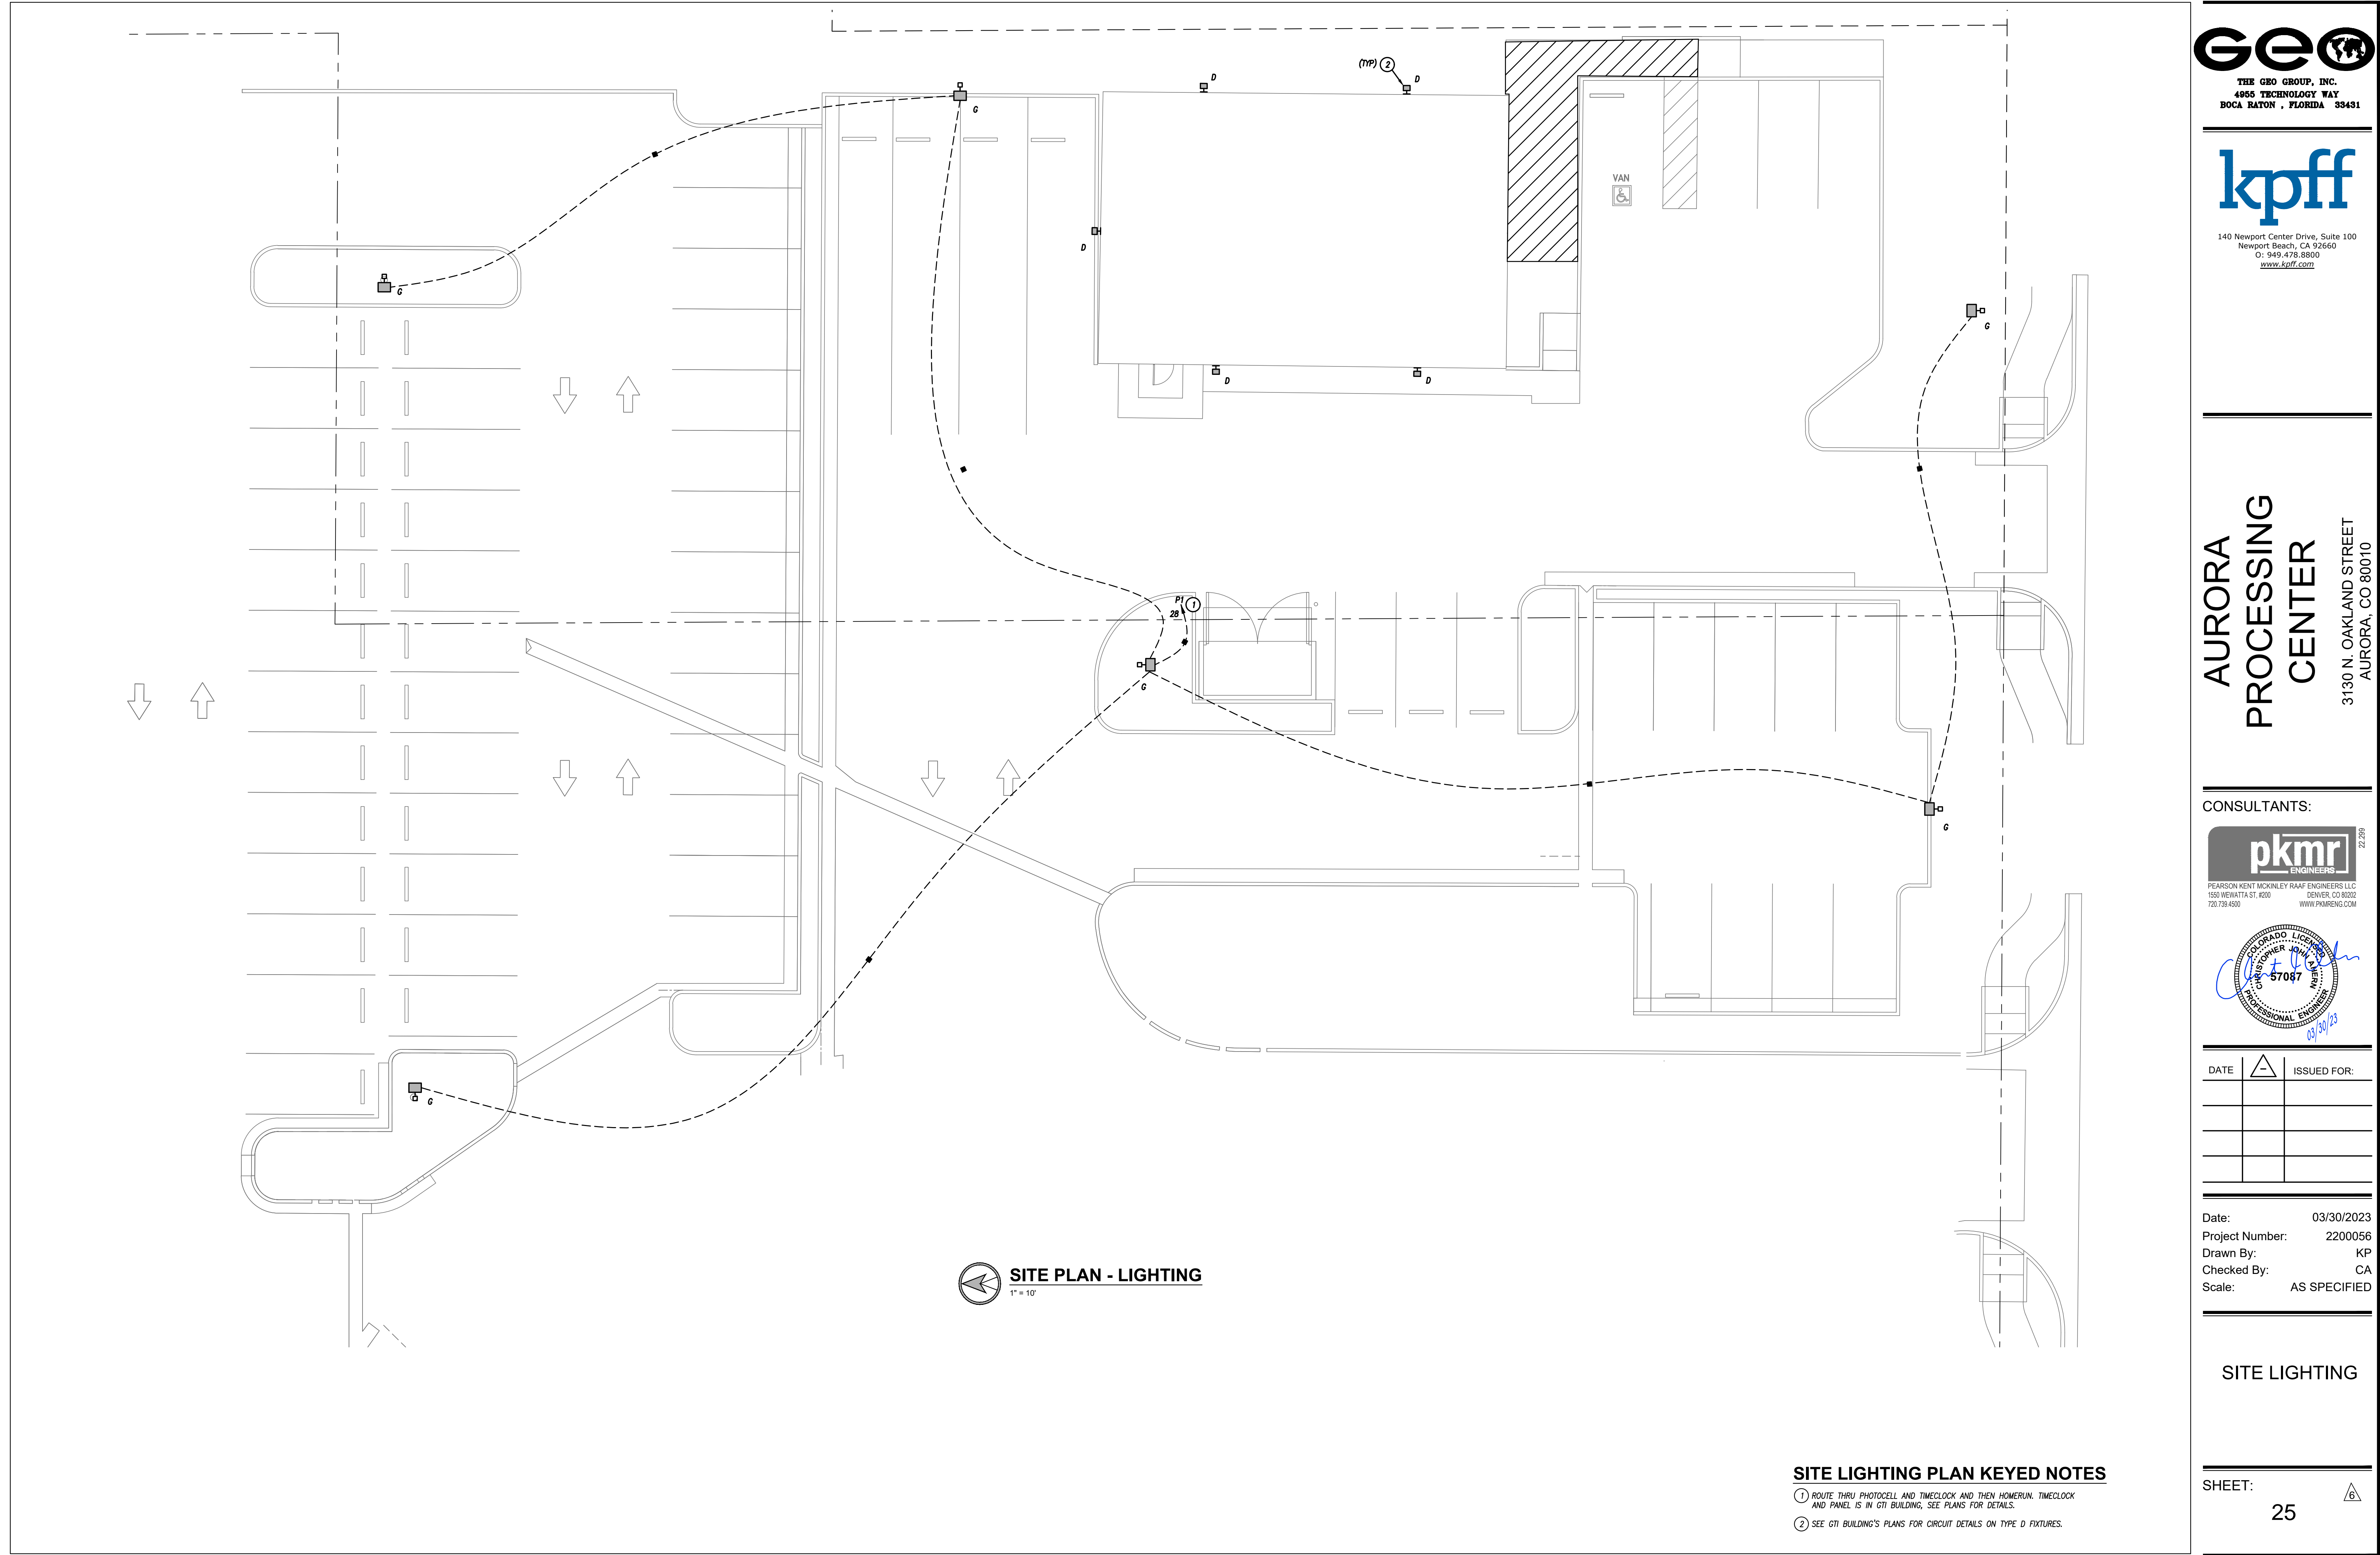 (TYP) 2
D
D
G
VAN
D
G
G
D
D
P1 1
28
G
G
G
SITE PLAN - LIGHTING
1" = 10'
SITE LIGHTING PLAN KEYED NOTES
1 ROUTE THRU PHOTOCELL AND TIMECLOCK AND THEN HOMERUN. TIMECLOCK
AND PANEL IS IN GTI BUILDING, SEE PLANS FOR DETAILS.
2 SEE GTI BUILDING'S PLANS FOR CIRCUIT DETAILS ON TYPE D FIXTURES.
GEO
THE GEO GROUP, INC.
4955 TECHNOLOGY WAY
BOCA RATON , FLORIDA 33431
kpff
140 Newport Center Drive, Suite 100
Newport Beach, CA 92660
O: 949.478.8800
www.kpff.com
AURORA
PROCESSING
CENTER
3130 N. OAKLAND STREET
AURORA, CO 80010
CONSULTANTS:
pkmr
ENGINEERS
22.299
PEARSON KENT MCKINLEY RAAF ENGINEERS LLC
1550 WEWATTA ST, #200 DENVER, CO 80202
720.739.4500 WWW.PKMRENG.COM
COLORADO LICENSED
CHRISTOPHER JOHN AHERN
57087
PROFESSIONAL ENGINEER
03/30/23
DATE - ISSUED FOR:
Date: 03/30/2023
Project Number: 2200056
Drawn By: KP
Checked By: CA
Scale: AS SPECIFIED
SITE LIGHTING
SHEET: 6
25